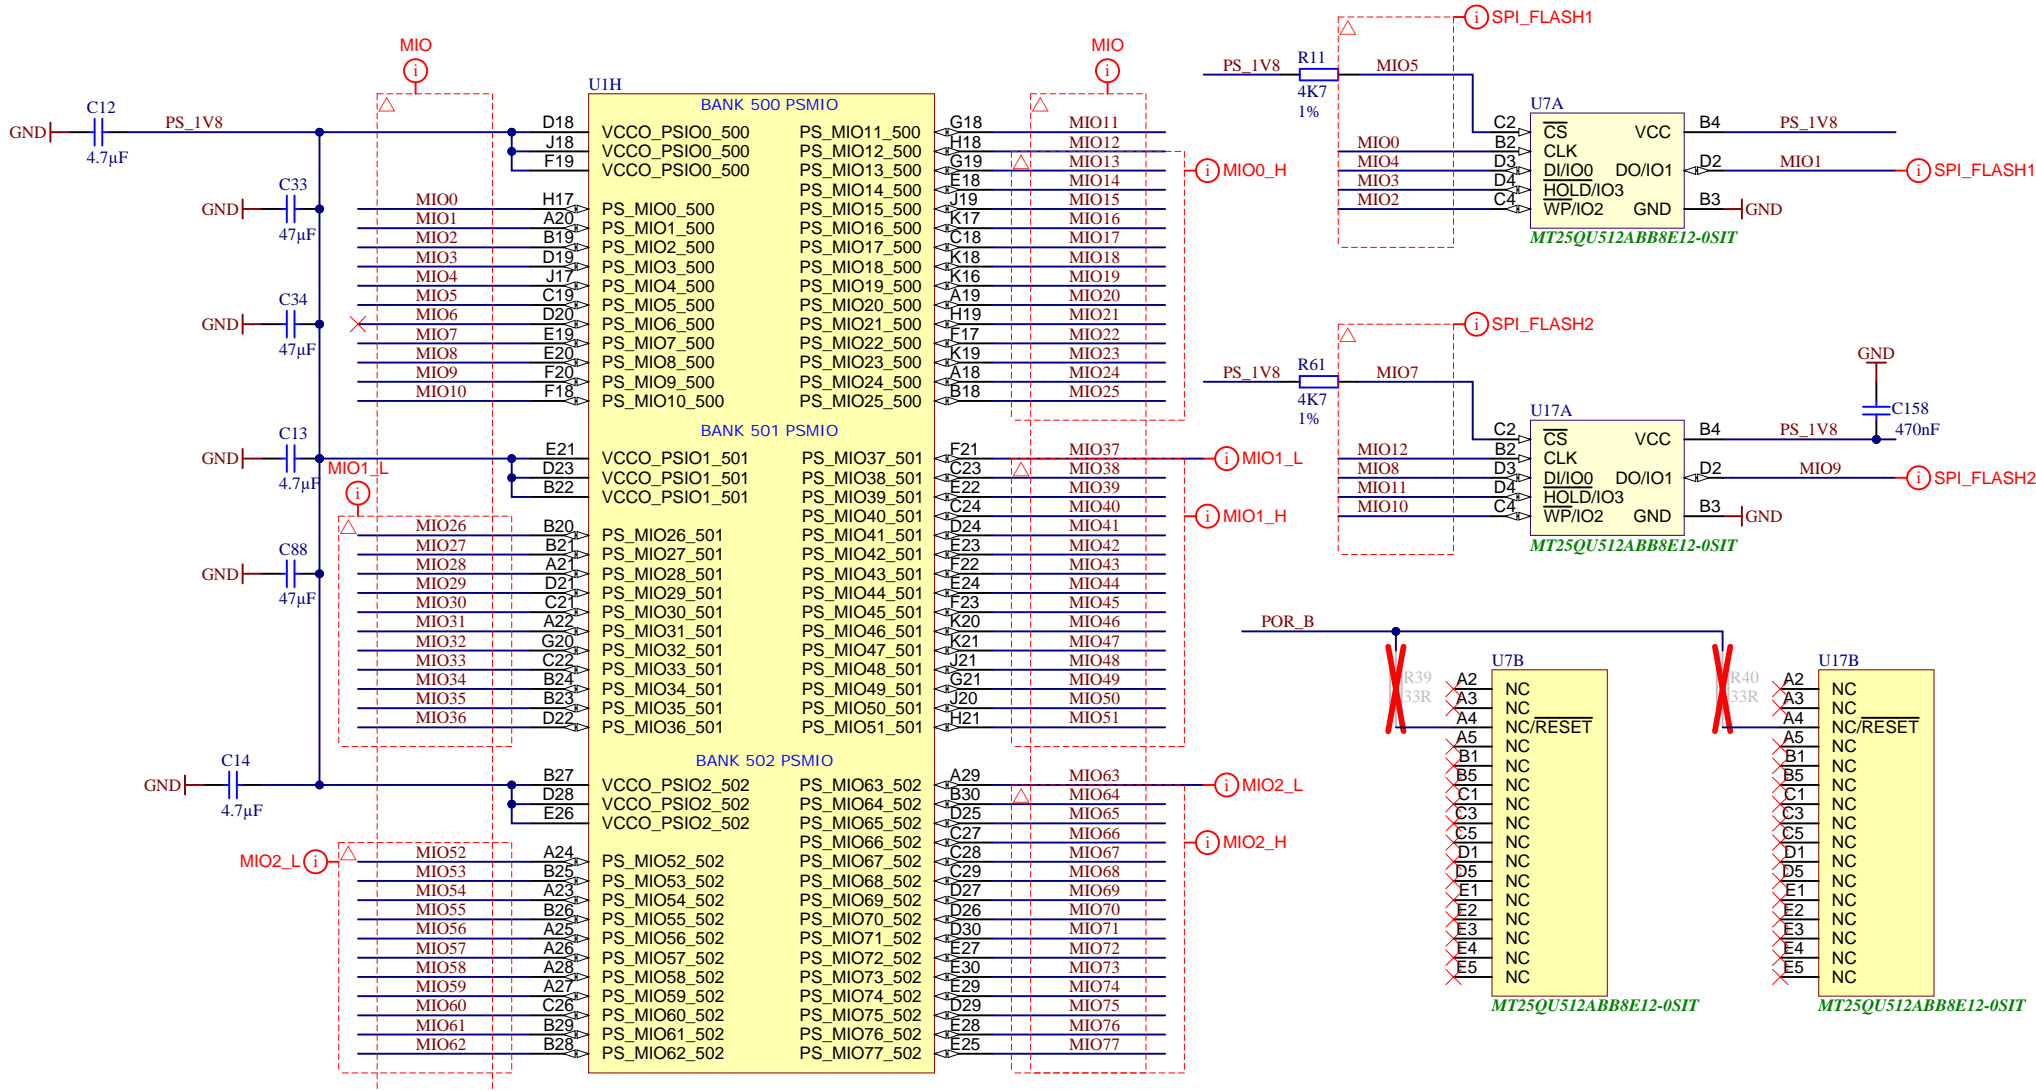 MIO
MIO
SPI_FLASH1
U1H
BANK 500 PSMIO
C12
GND
4.7µF
PS_1V8
D18 VCCO_PSIO0_500
J18 VCCO_PSIO0_500
F19 VCCO_PSIO0_500
C33
GND
47µF
MIO0 H17 PS_MIO0_500
MIO1 A20 PS_MIO1_500
MIO2 B19 PS_MIO2_500
MIO3 D19 PS_MIO3_500
MIO4 J17 PS_MIO4_500
MIO5 C19 PS_MIO5_500
MIO6 D20 PS_MIO6_500
MIO7 E19 PS_MIO7_500
MIO8 E20 PS_MIO8_500
MIO9 F20 PS_MIO9_500
MIO10 F18 PS_MIO10_500
C34
GND
47µF
PS_MIO11_500 G18 MIO11
PS_MIO12_500 H18 MIO12
PS_MIO13_500 G19 MIO13
PS_MIO14_500 E18 MIO14
PS_MIO15_500 J19 MIO15
PS_MIO16_500 K17 MIO16
PS_MIO17_500 C18 MIO17
PS_MIO18_500 K18 MIO18
PS_MIO19_500 K16 MIO19
PS_MIO20_500 A19 MIO20
PS_MIO21_500 H19 MIO21
PS_MIO22_500 F17 MIO22
PS_MIO23_500 K19 MIO23
PS_MIO24_500 A18 MIO24
PS_MIO25_500 B18 MIO25
MIO0_H
BANK 501 PSMIO
C13
GND
4.7µF
E21 VCCO_PSIO1_501
D23 VCCO_PSIO1_501
B22 VCCO_PSIO1_501
MIO1_L
MIO26 B20 PS_MIO26_501
MIO27 B21 PS_MIO27_501
MIO28 A21 PS_MIO28_501
MIO29 D21 PS_MIO29_501
MIO30 C21 PS_MIO30_501
MIO31 A22 PS_MIO31_501
MIO32 G20 PS_MIO32_501
MIO33 C22 PS_MIO33_501
MIO34 B24 PS_MIO34_501
MIO35 B23 PS_MIO35_501
MIO36 D22 PS_MIO36_501
C88
GND
47µF
PS_MIO37_501 F21 MIO37
MIO1_L
PS_MIO38_501 C23 MIO38
PS_MIO39_501 E22 MIO39
PS_MIO40_501 C24 MIO40
PS_MIO41_501 D24 MIO41
PS_MIO42_501 E23 MIO42
PS_MIO43_501 F22 MIO43
PS_MIO44_501 E24 MIO44
PS_MIO45_501 F23 MIO45
PS_MIO46_501 K20 MIO46
PS_MIO47_501 K21 MIO47
PS_MIO48_501 J21 MIO48
PS_MIO49_501 G21 MIO49
PS_MIO50_501 J20 MIO50
PS_MIO51_501 H21 MIO51
MIO1_H
BANK 502 PSMIO
C14
GND
4.7µF
B27 VCCO_PSIO2_502
D28 VCCO_PSIO2_502
E26 VCCO_PSIO2_502
MIO2_L
MIO52 A24 PS_MIO52_502
MIO53 B25 PS_MIO53_502
MIO54 A23 PS_MIO54_502
MIO55 B26 PS_MIO55_502
MIO56 A25 PS_MIO56_502
MIO57 A26 PS_MIO57_502
MIO58 A28 PS_MIO58_502
MIO59 A27 PS_MIO59_502
MIO60 C26 PS_MIO60_502
MIO61 B29 PS_MIO61_502
MIO62 B28 PS_MIO62_502
PS_MIO63_502 A29 MIO63
MIO2_L
PS_MIO64_502 B30 MIO64
PS_MIO65_502 D25 MIO65
PS_MIO66_502 C27 MIO66
PS_MIO67_502 C28 MIO67
PS_MIO68_502 C29 MIO68
PS_MIO69_502 D27 MIO69
PS_MIO70_502 D26 MIO70
PS_MIO71_502 D30 MIO71
PS_MIO72_502 E27 MIO72
PS_MIO73_502 E30 MIO73
PS_MIO74_502 E29 MIO74
PS_MIO75_502 D29 MIO75
PS_MIO76_502 E28 MIO76
PS_MIO77_502 E25 MIO77
MIO2_H
PS_1V8 R11 MIO5
4K7
1%
U7A
C2 CS VCC B4 PS_1V8
MIO0 B2 CLK
MIO4 D3 DI/IO0 DO/IO1 D2 MIO1 SPI_FLASH1
MIO3 D4 HOLD/IO3
MIO2 C4 WP/IO2 GND B3 GND
MT25QU512ABB8E12-0SIT
SPI_FLASH2
PS_1V8 R61 MIO7
4K7
1%
GND
C158
470nF
U17A
C2 CS VCC B4 PS_1V8
MIO12 B2 CLK
MIO8 D3 DI/IO0 DO/IO1 D2 MIO9 SPI_FLASH2
MIO11 D4 HOLD/IO3
MIO10 C4 WP/IO2 GND B3 GND
MT25QU512ABB8E12-0SIT
POR_B
R39
33R
U7B
A2 NC
A3 NC
A4 NC/RESET
A5 NC
B1 NC
B5 NC
C1 NC
C3 NC
C5 NC
D1 NC
D5 NC
E1 NC
E2 NC
E3 NC
E4 NC
E5 NC
MT25QU512ABB8E12-0SIT
R40
33R
U17B
A2 NC
A3 NC
A4 NC/RESET
A5 NC
B1 NC
B5 NC
C1 NC
C3 NC
C5 NC
D1 NC
D5 NC
E1 NC
E2 NC
E3 NC
E4 NC
E5 NC
MT25QU512ABB8E12-0SIT